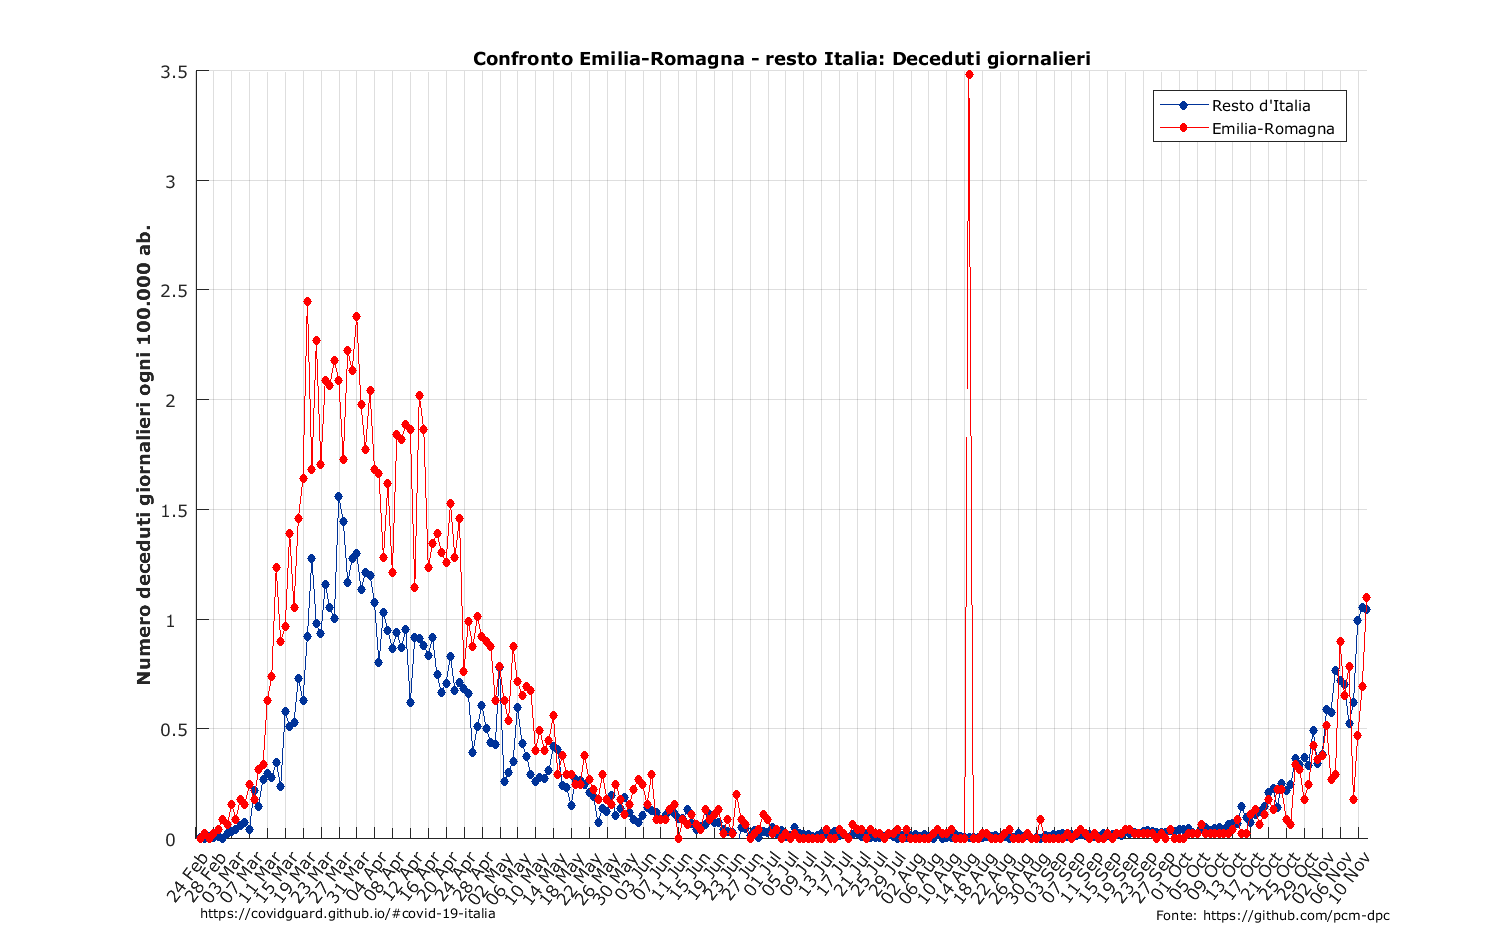 Confronto Emilia-Romagna - resto Italia: Deceduti giornalieri
Resto d'Italia
Emilia-Romagna
Numero deceduti giornalieri ogni 100.000 ab.
3.5
3
2.5
2
1.5
1
0.5
0
24 Feb
28 Feb
03 Mar
07 Mar
11 Mar
15 Mar
19 Mar
23 Mar
27 Mar
31 Mar
04 Apr
08 Apr
12 Apr
16 Apr
20 Apr
24 Apr
28 Apr
02 May
06 May
10 May
14 May
18 May
22 May
26 May
30 May
03 Jun
07 Jun
11 Jun
15 Jun
19 Jun
23 Jun
27 Jun
01 Jul
05 Jul
09 Jul
13 Jul
17 Jul
21 Jul
25 Jul
29 Jul
02 Aug
06 Aug
10 Aug
14 Aug
18 Aug
22 Aug
26 Aug
30 Aug
03 Sep
07 Sep
11 Sep
15 Sep
19 Sep
23 Sep
27 Sep
01 Oct
05 Oct
09 Oct
13 Oct
17 Oct
21 Oct
25 Oct
29 Oct
02 Nov
06 Nov
10 Nov
https://covidguard.github.io/#covid-19-italia
Fonte: https://github.com/pcm-dpc